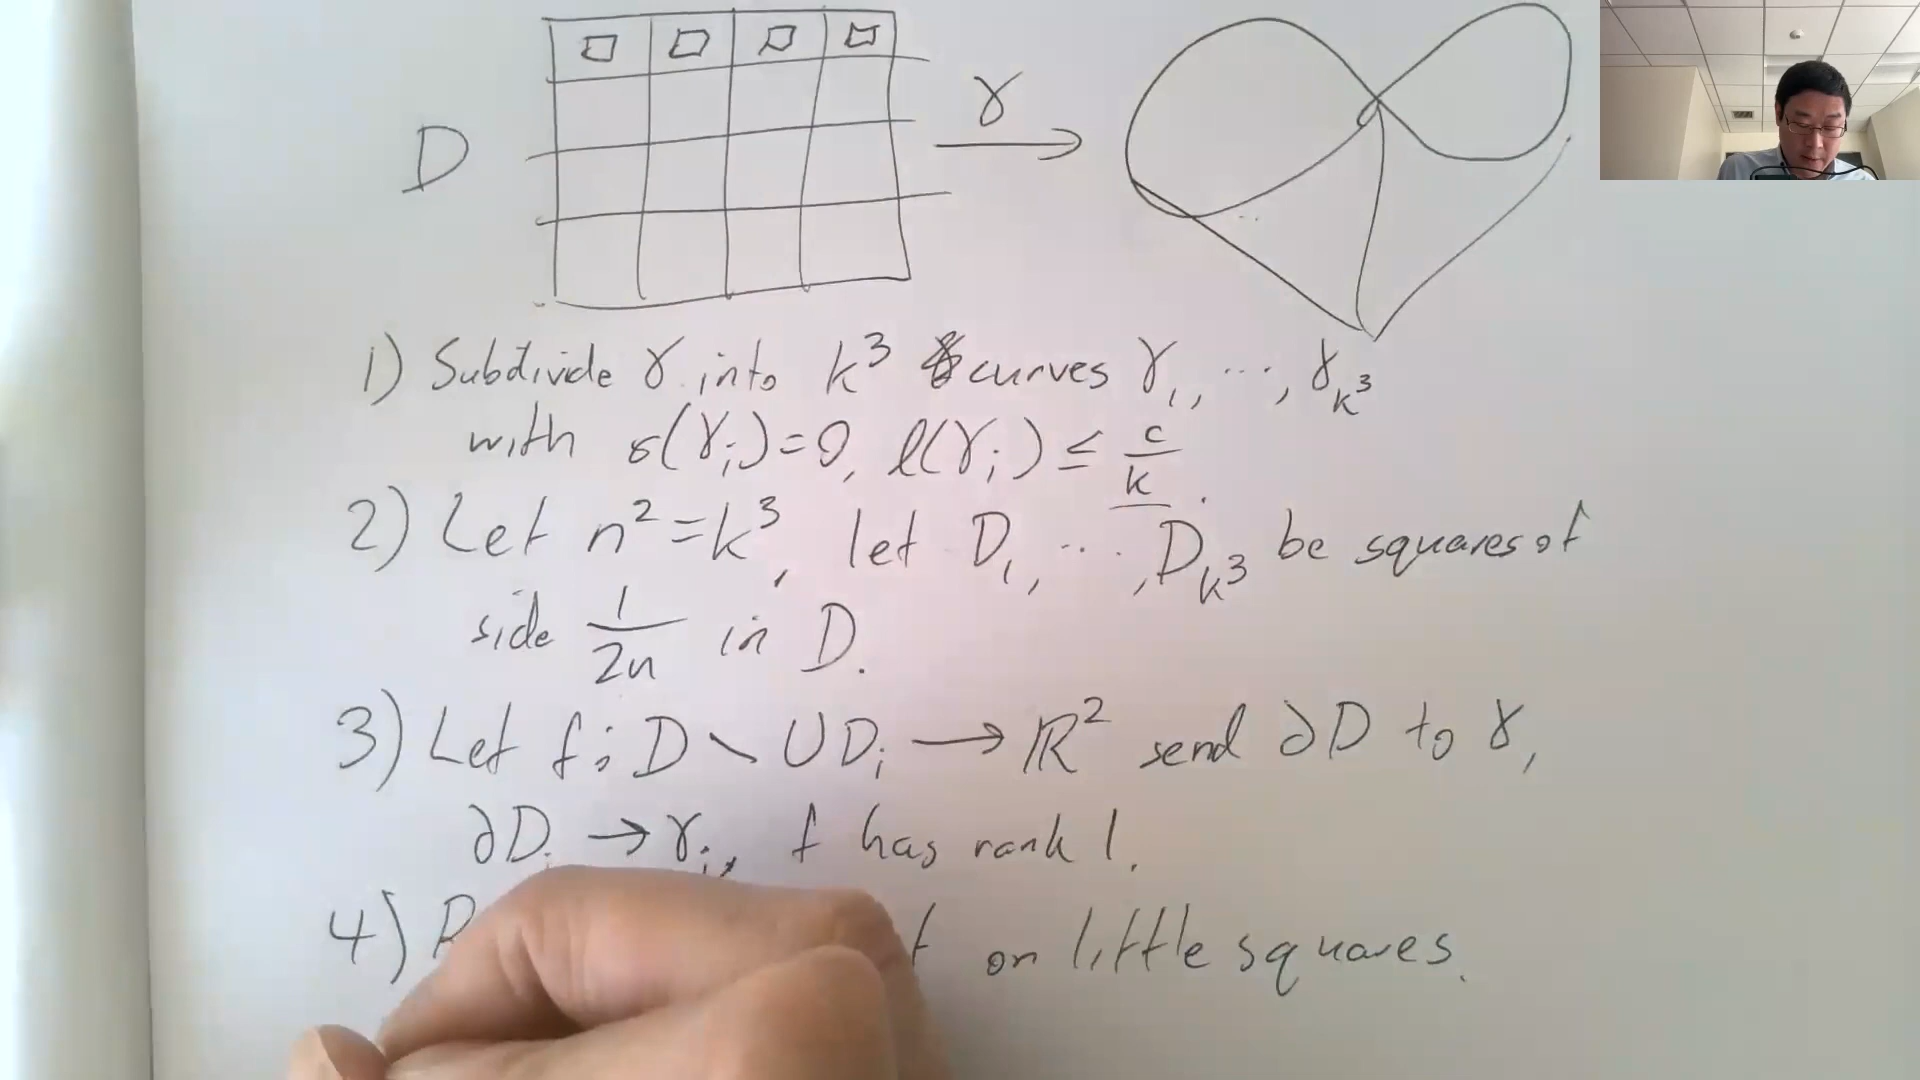 D
γ
1) Subdivide γ into k³ curves γ₁, ..., γ_k³
with σ(γᵢ)=0, ℓ(γᵢ) ≤ c/k.
2) Let n²=k³, let D₁, ..., D_k³ be squares of
side 1/2n in D.
3) Let f: D \ ∪Dᵢ → ℝ² send ∂D to γ,
∂Dᵢ → γᵢ, f has rank 1.
4) on little squares.